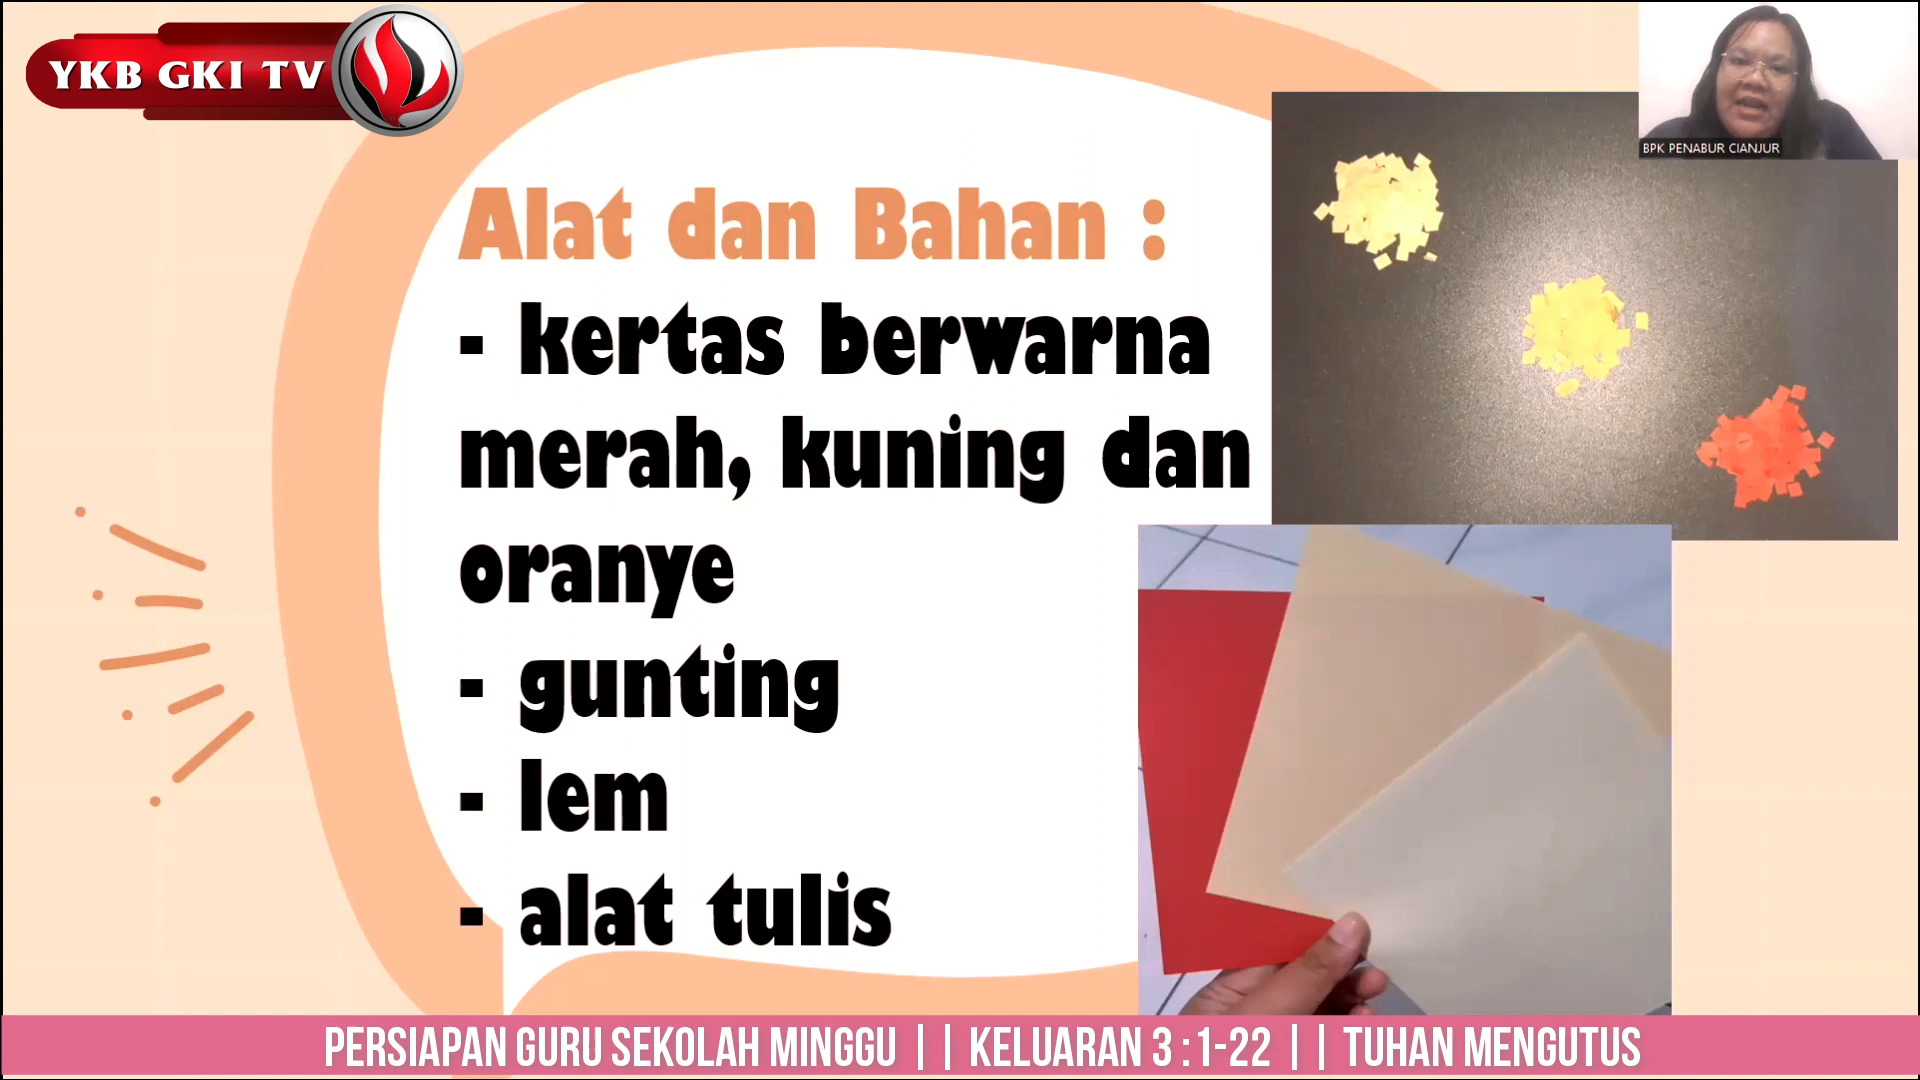 YKB GKI TV
BPK PENABUR CIANJUR
Alat dan Bahan :
- kertas berwarna
merah, kuning dan
oranye
- gunting
- lem
- alat tulis
PERSIAPAN GURU SEKOLAH MINGGU || KELUARAN 3 :1-22 || TUHAN MENGUTUS